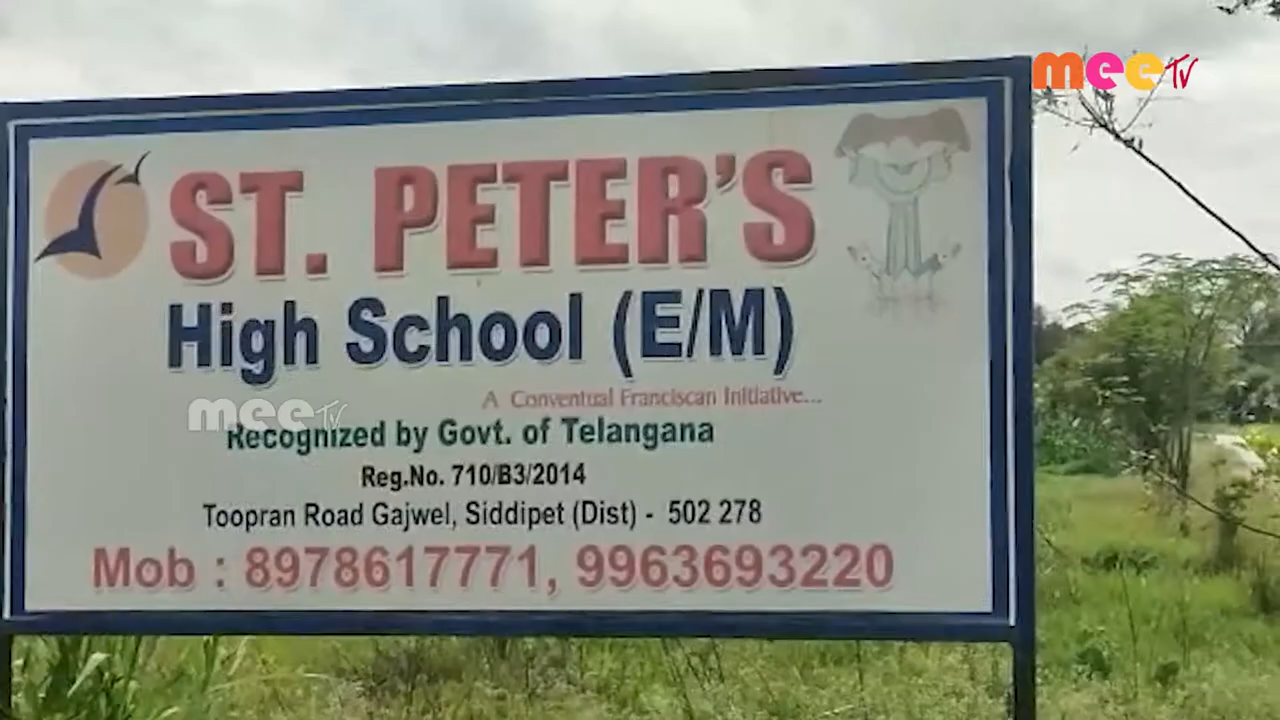 mee TV
ST. PETER'S
High School (E/M)
A Conventual Franciscan Initiative...
mee TV
Recognized by Govt. of Telangana
Reg.No. 710/B3/2014
Toopran Road Gajwel, Siddipet (Dist) - 502 278
Mob : 8978617771, 9963693220